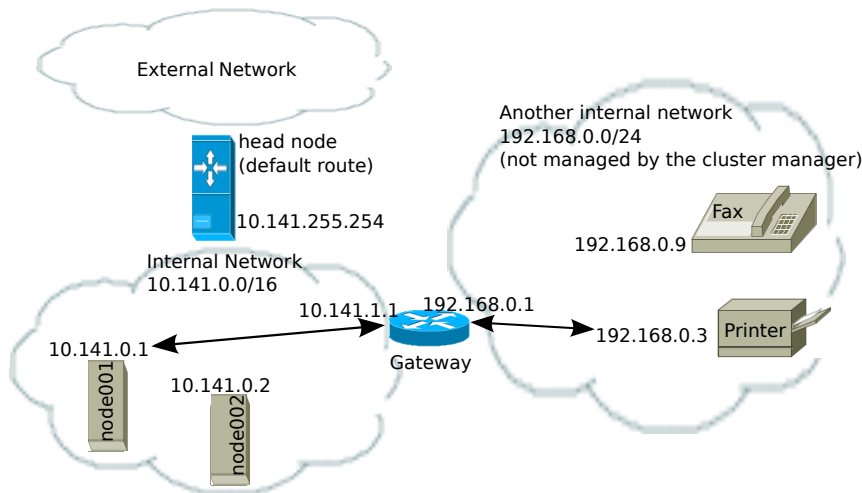 External Network
head node
(default route)
10.141.255.254
Internal Network
10.141.0.0/16
Another internal network
192.168.0.0/24
(not managed by the cluster manager)
Fax
192.168.0.9
10.141.1.1
192.168.0.1
192.168.0.3
Printer
Gateway
10.141.0.1
node001
10.141.0.2
node002